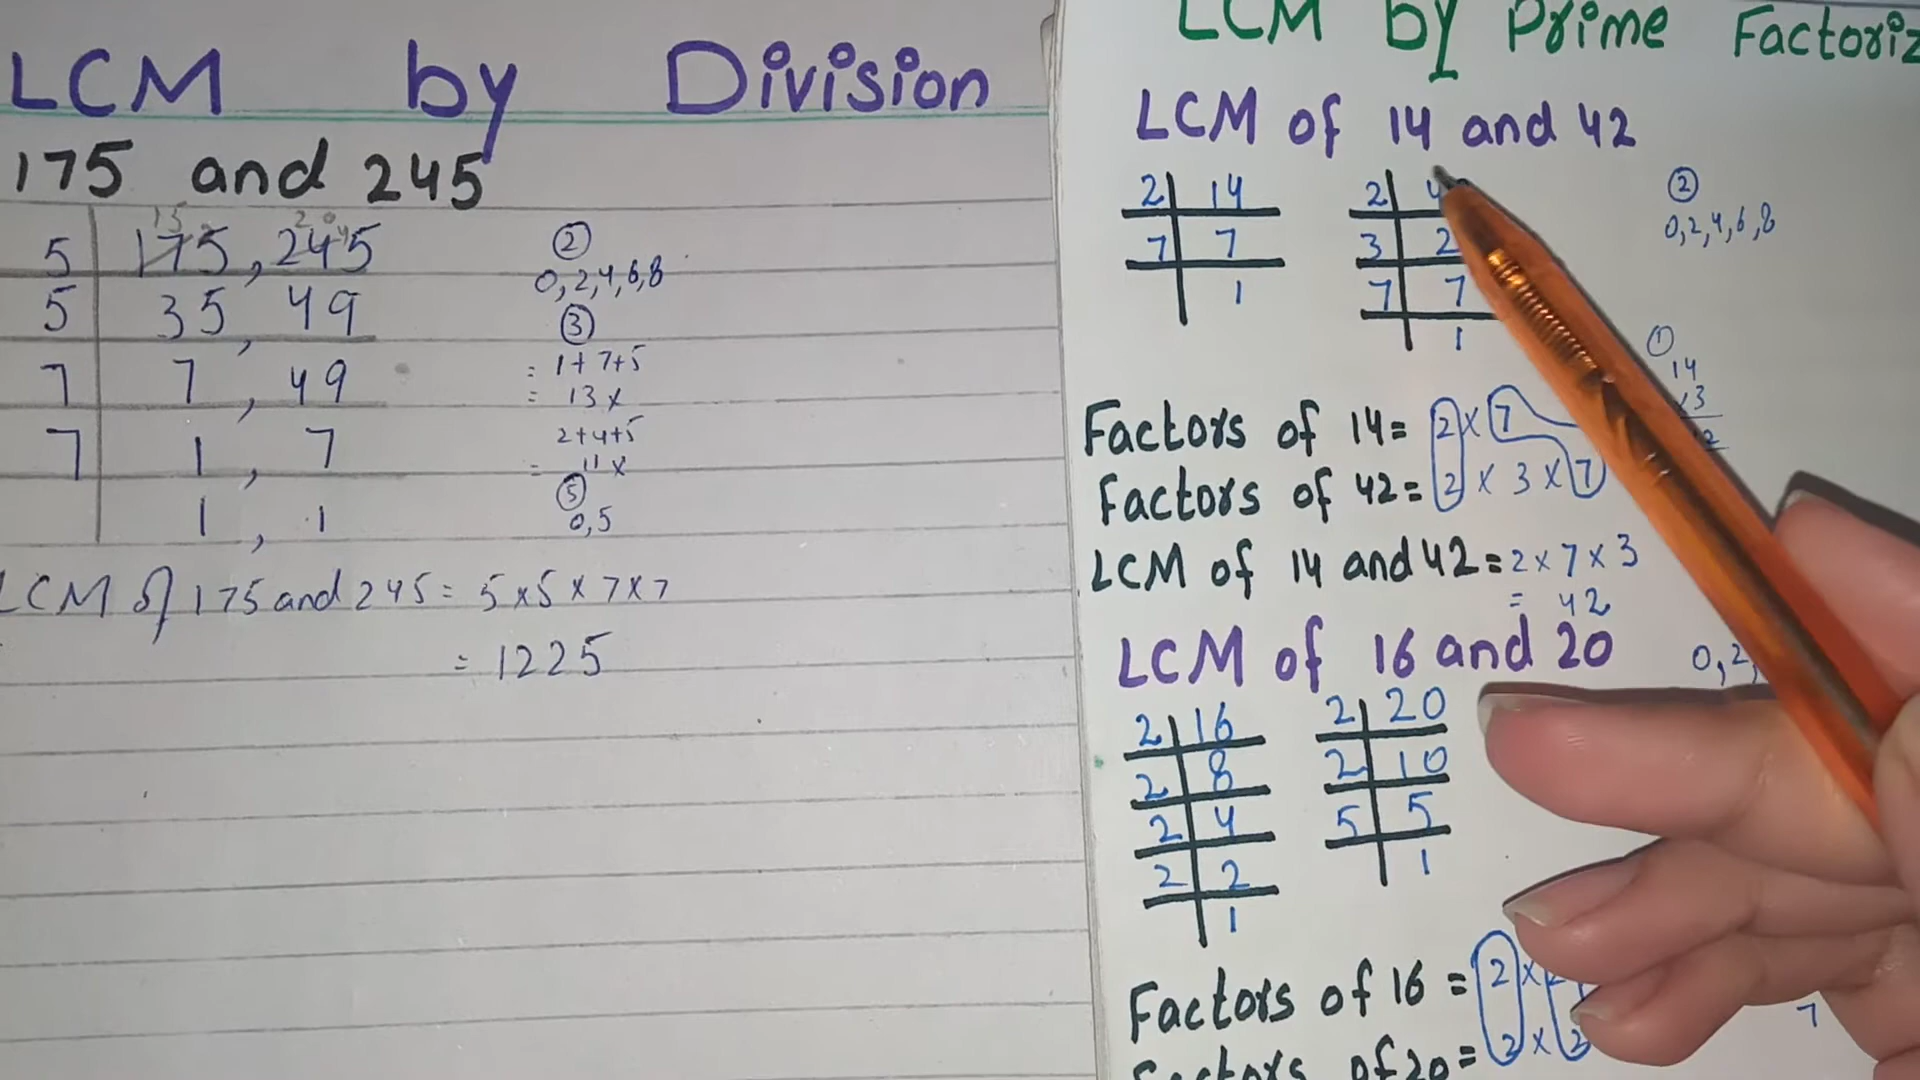 LCM by Division
175 and 245
5 175, 245
5 35, 49
7 7, 49
7 1, 7
1, 1
②
0,2,4,6,8
③
= 1+7+5
= 13 ×
2+4+5
= 11 ×
⑤
0,5
LCM of 175 and 245 = 5×5×7×7
= 1225
LCM by Prime
LCM of 14 and 42
2 14
7 7
1
2
3
7 7
1
②
0,2,4,6,8
①
14
×3
Factors of 14 = 2×7
Factors of 42 = 2 × 3 × 7
LCM of 14 and 42 = 2 × 7 × 3
= 42
LCM of 16 and 20
0,2,
2 16
2 8
2 4
2 2
1
2 20
2 10
5 5
1
Factors of 16 = 2 ×
Factors of 20 = 2 × 2
7